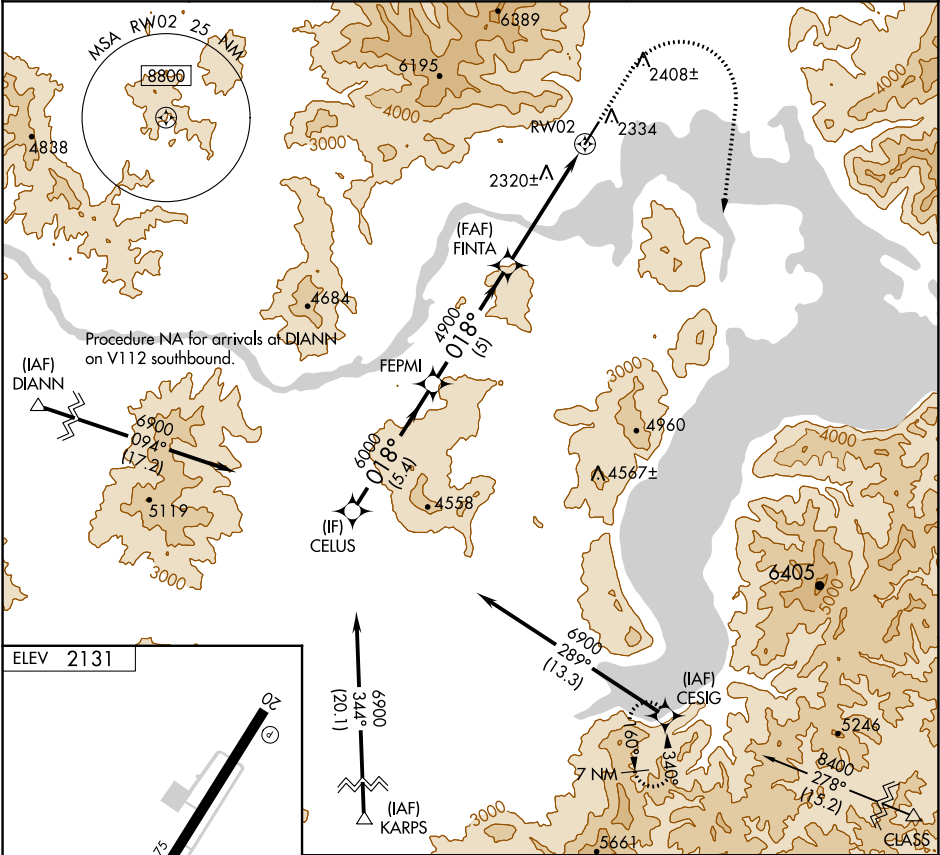 MSA RW02 25 NM
8800
6389
6195
2408±
4000
4000
3000
RW02
2334
4838
2320±
(FAF)
FINTA
4684
4900
018°
(5)
Procedure NA for arrivals at DIANN
on V112 southbound.
(IAF)
DIANN
FEPMI
3000
6900
094°
(17.2)
4960
4000
6000
018°
(5.4)
4567±
5119
4558
(IF)
CELUS
3000
6405
5000
6900
289°
(13.3)
ELEV 2131
6900
344°
(20.1)
(IAF)
CESIG
20
P
160°
340°
5246
7 NM
8400
278°
(15.2)
(IAF)
KARPS
3000
CLASS
75
5661